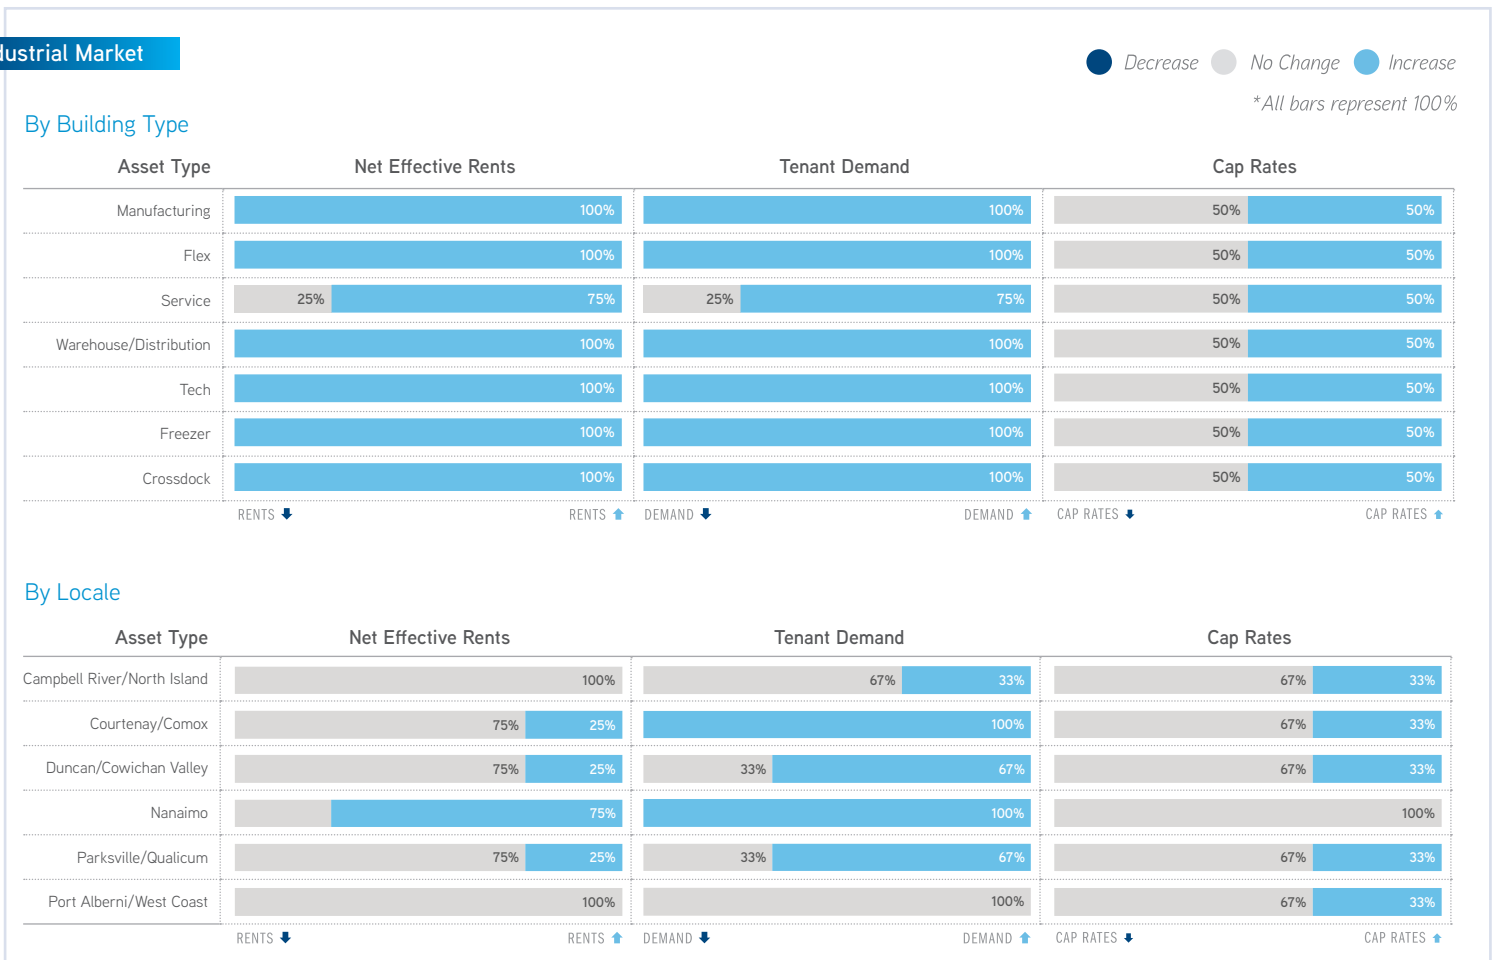 dustrial Market
Decrease No Change Increase
*All bars represent 100%
By Building Type
Asset Type Net Effective Rents Tenant Demand Cap Rates
Manufacturing 100% 100% 50% 50%
Flex 100% 100% 50% 50%
Service 25% 75% 25% 75% 50% 50%
Warehouse/Distribution 100% 100% 50% 50%
Tech 100% 100% 50% 50%
Freezer 100% 100% 50% 50%
Crossdock 100% 100% 50% 50%
RENTS RENTS DEMAND DEMAND CAP RATES CAP RATES
By Locale
Asset Type Net Effective Rents Tenant Demand Cap Rates
Campbell River/North Island 100% 67% 33% 67% 33%
Courtenay/Comox 75% 25% 100% 67% 33%
Duncan/Cowichan Valley 75% 25% 33% 67% 67% 33%
Nanaimo 75% 100% 100%
Parksville/Qualicum 75% 25% 33% 67% 67% 33%
Port Alberni/West Coast 100% 100% 67% 33%
RENTS RENTS DEMAND DEMAND CAP RATES CAP RATES